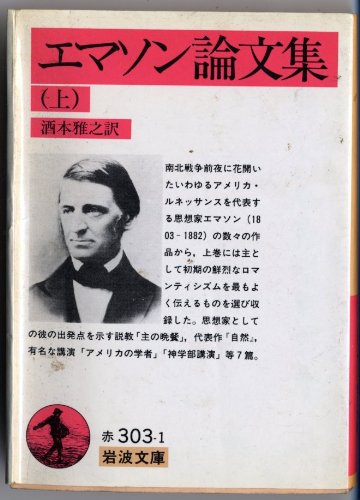 エマソン論文集
(上)
酒本雅之訳
南北戦争前夜に花開い
たいわゆるアメリカ・
ルネッサンスを代表す
る思想家エマソン(18
03-1882)の数々の作
品から，上巻には主と
して初期の鮮烈なロマ
ンティシズムを最もよ
く伝えるものを選び収
録した。思想家として
の彼の出発点を示す説教「主の晩餐」，代表作『自然』，
有名な講演「アメリカの学者」「神学部講演」等7篇。
赤 303-1
岩波文庫